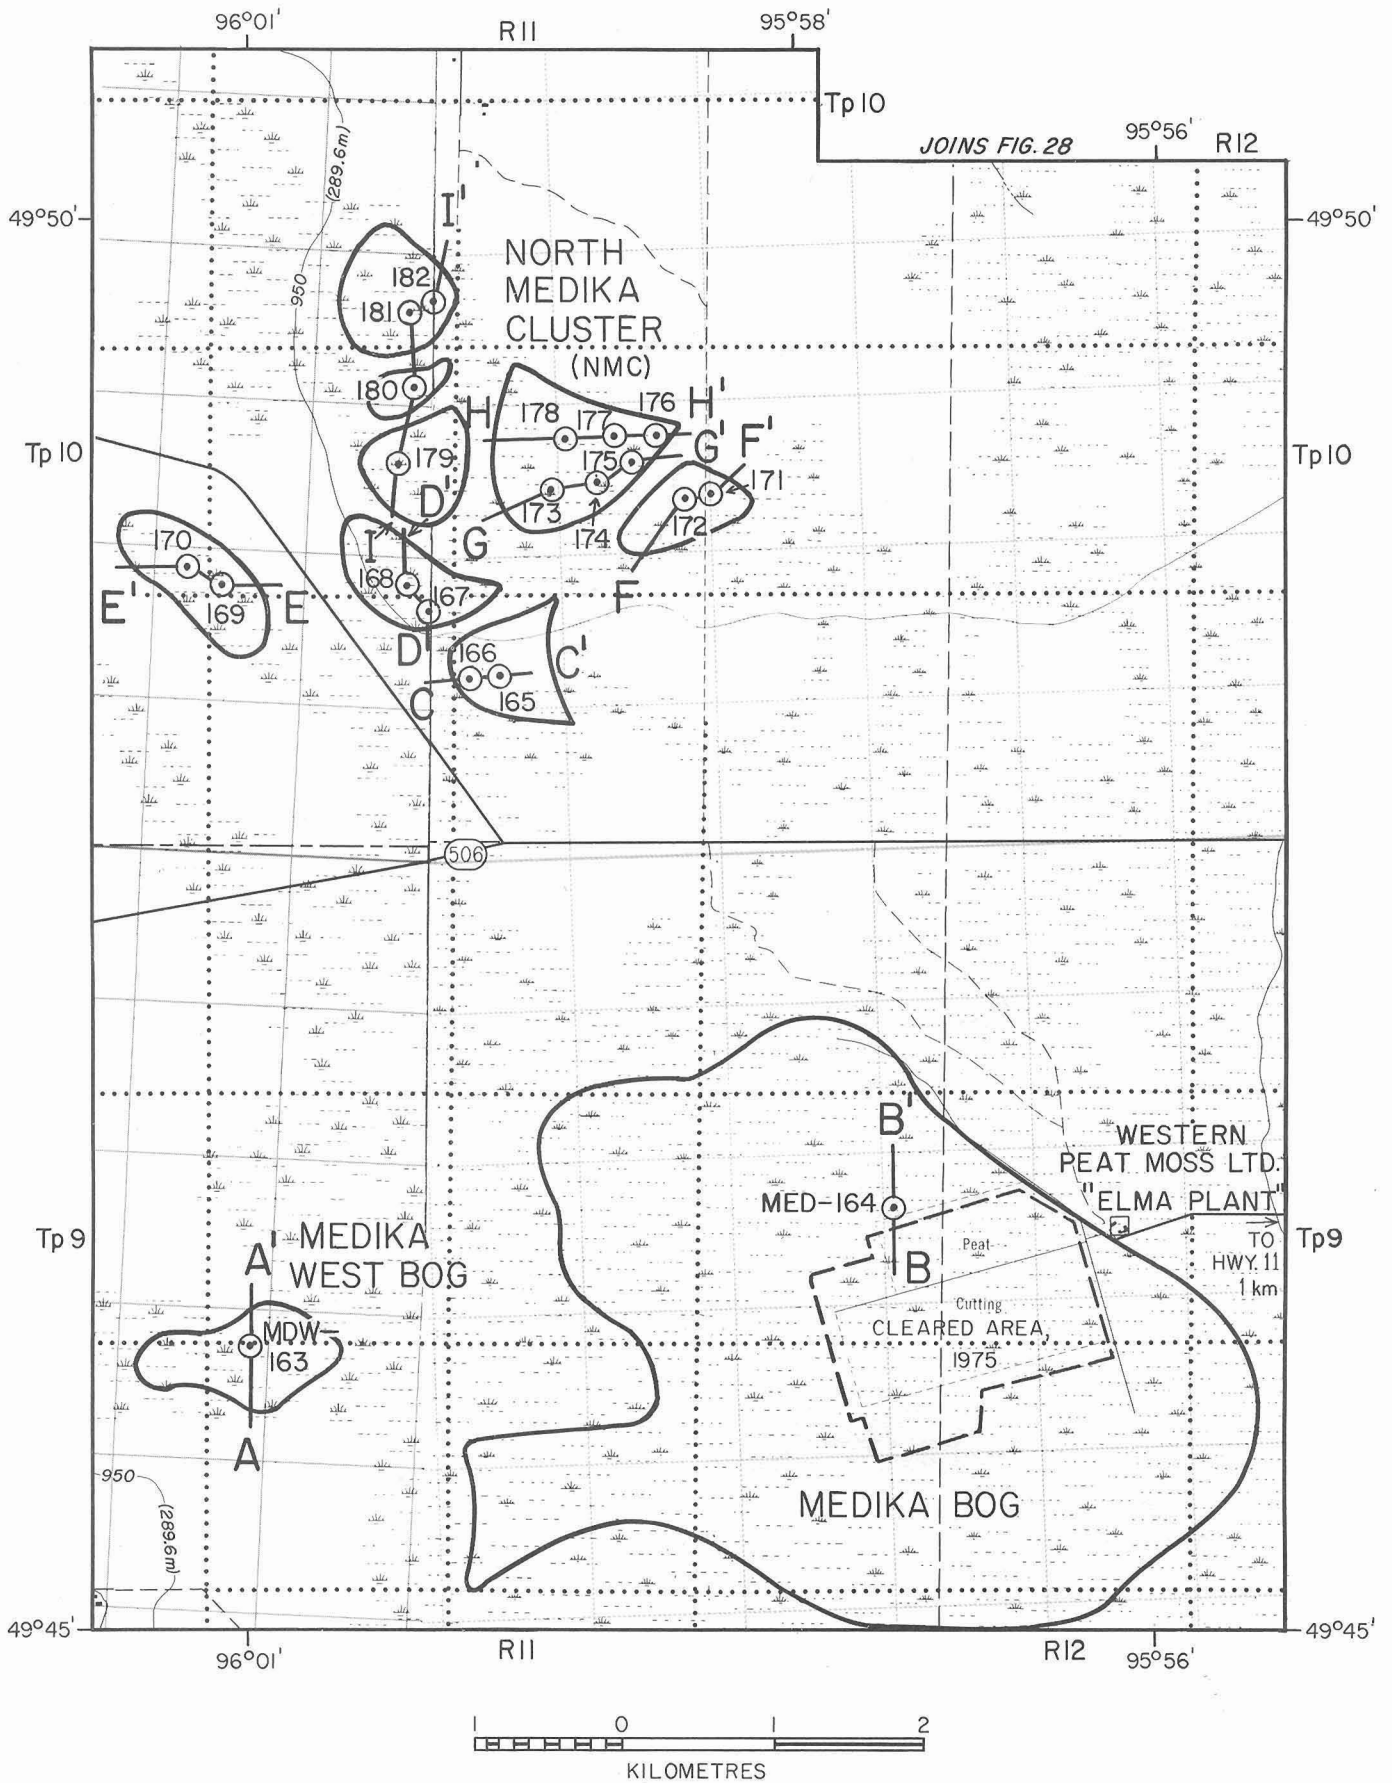 96°01' R11 95°58'
Tp 10
JOINS FIG. 28
95°56' R12
49°50'
49°50'
(289.6m)
950
I'
NORTH
MEDIKA
CLUSTER
(NMC)
182
181
180
H
178 177 176 H'
179
175 G' F'
Tp 10
Tp 10
D'
173 174 172 171
I
G
170
168
F
E' 169 E
167
D
166 C'
C
165
506
B'
WESTERN
PEAT MOSS LTD.
"ELMA PLANT"
MED-164
TO
HWY. 11
1 km
Tp 9
Tp 9
A' MEDIKA
WEST BOG
B
Peat
Cutting
CLEARED AREA,
1975
MDW-
163
A
950
(289.6m)
MEDIKA BOG
49°45'
49°45'
96°01' R11 R12 95°56'
1 0 1 2
KILOMETRES